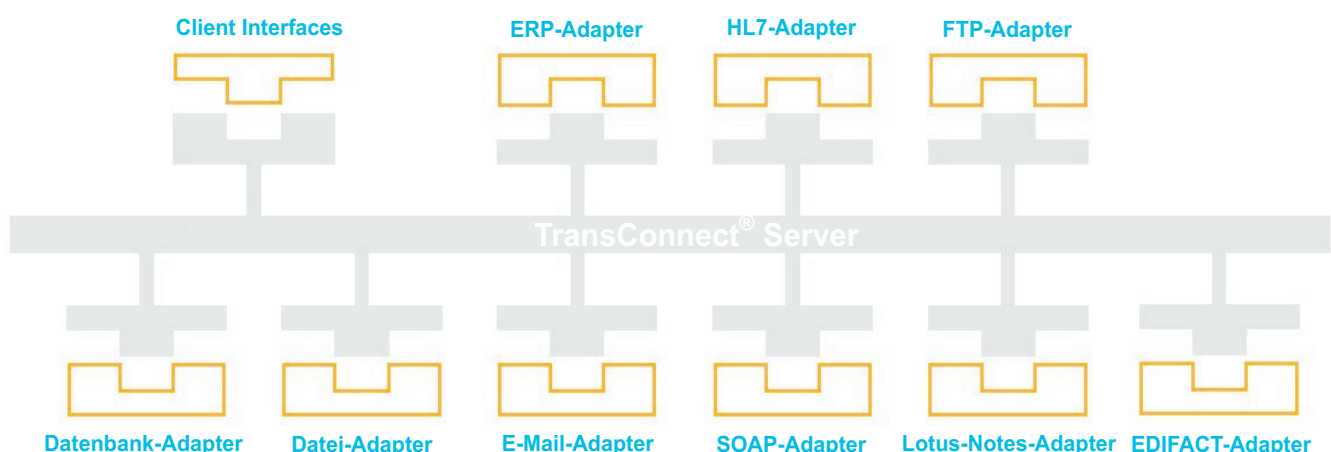 Client Interfaces
ERP-Adapter
HL7-Adapter
FTP-Adapter
TransConnect® Server
Datenbank-Adapter
Datei-Adapter
E-Mail-Adapter
SOAP-Adapter
Lotus-Notes-Adapter
EDIFACT-Adapter